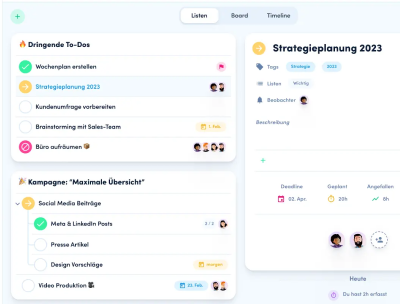 Listen
Board
Timeline
🔥 Dringende To-Dos
Wochenplan erstellen
Strategieplanung 2023
Kundenumfrage vorbereiten
Brainstorming mit Sales-Team
1. Feb.
Büro aufräumen 📦
🎉 Kampagne: "Maximale Übersicht"
Social Media Beiträge
Meta & LinkedIn Posts
2 / 2
Presse Artikel
Design Vorschläge
morgen
Video Produktion 📽
23. Feb.
Strategieplanung 2023
Tags
Strategie
2023
Listen
Wichtig
Beobachter
Beschreibung
Deadline
Geplant
Angefallen
02. Apr.
20h
8h
Heute
Du hast 2h erfasst